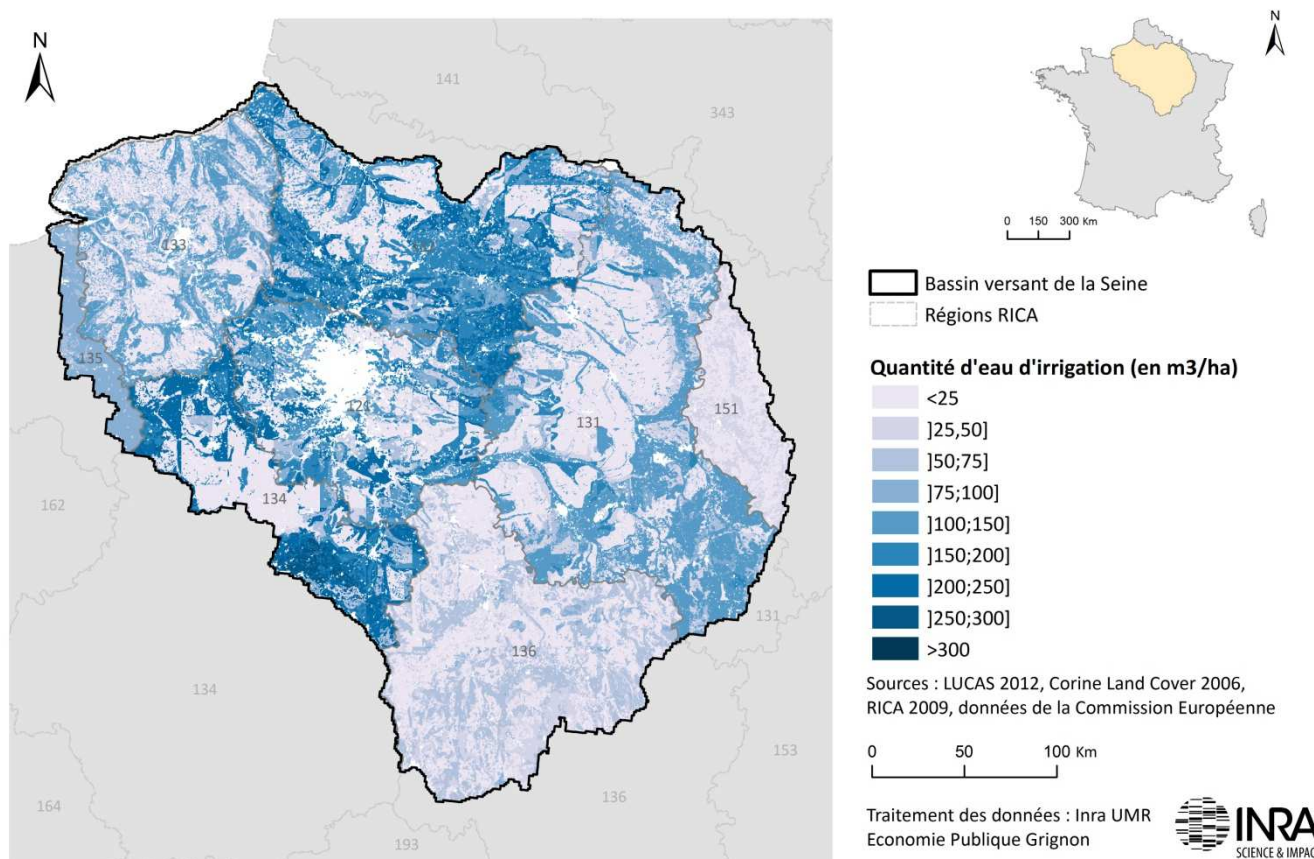 N
141
343
133
135
121
131
151
134
162
136
131
134
153
164
136
193
N
0 150 300 Km
Bassin versant de la Seine
Régions RICA
Quantité d'eau d'irrigation (en m3/ha)
<25
]25,50]
]50;75]
]75;100]
]100;150]
]150;200]
]200;250]
]250;300]
>300
Sources : LUCAS 2012, Corine Land Cover 2006,
RICA 2009, données de la Commission Européenne
0 50 100 Km
Traitement des données : Inra UMR
Economie Publique Grignon
INRA
SCIENCE & IMPACT